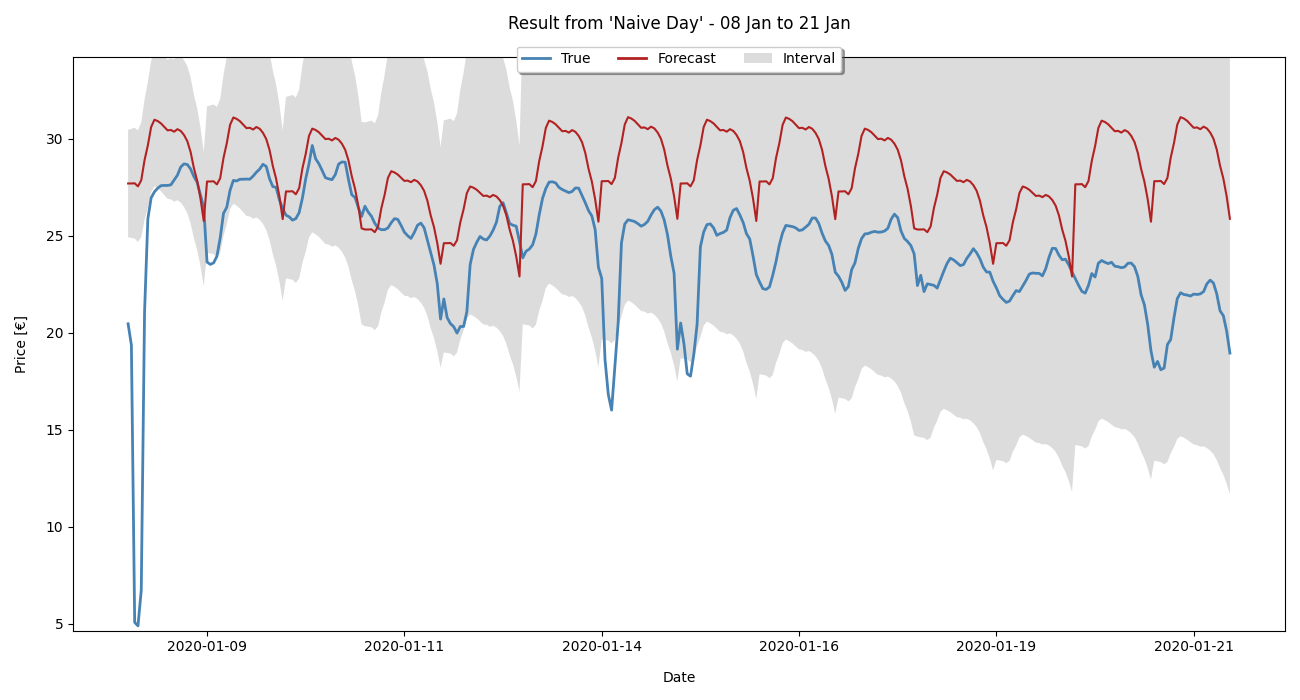 Result from 'Naive Day' - 08 Jan to 21 Jan
True Forecast Interval
Price [€]
30
25
20
15
10
5
2020-01-09 2020-01-11 2020-01-14 2020-01-16 2020-01-19 2020-01-21
Date